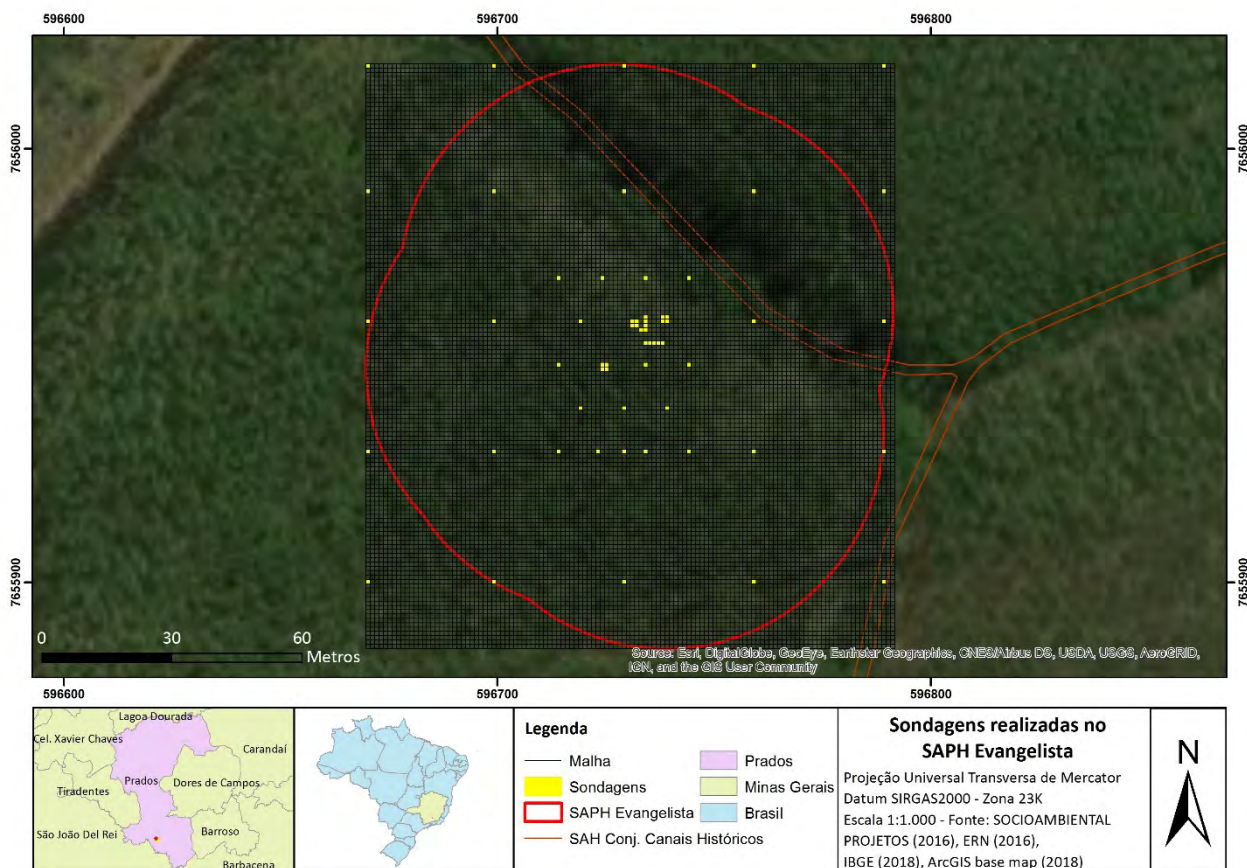 596600
596700
596800
7656000
7656000
7655900
7655900
0
30
60
Metros
Source: Esri, DigitalGlobe, GeoEye, Earthstar Geographics, CNES/Airbus DS, USDA, USGS, AeroGRID,
IGN, and the GIS User Community
596600
596700
596800
Lagoa Dourada
Cel. Xavier Chaves
Carandaí
Prados
Dores de Campos
Tiradentes
São João Del Rei
Barroso
Barbacena
Legenda
Malha
Sondagens
SAPH Evangelista
SAH Conj. Canais Históricos
Prados
Minas Gerais
Brasil
Sondagens realizadas no
SAPH Evangelista
Projeção Universal Transversa de Mercator
Datum SIRGAS2000 - Zona 23K
Escala 1:1.000 - Fonte: SOCIOAMBIENTAL
PROJETOS (2016), ERN (2016),
IBGE (2018), ArcGIS base map (2018)
N